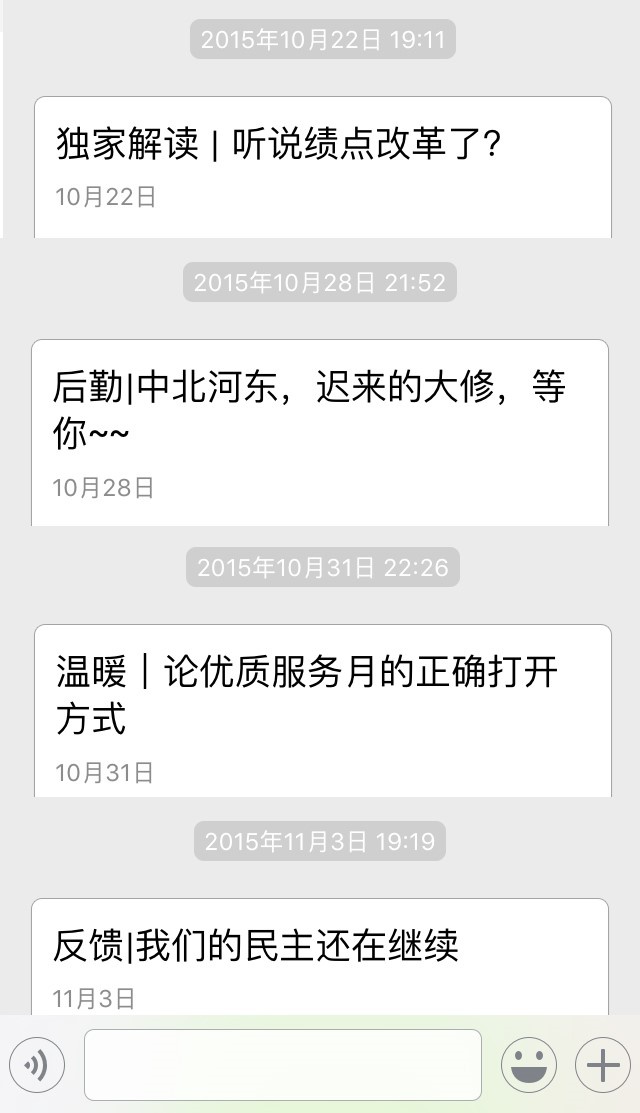 2015年10月22日 19:11
独家解读 | 听说绩点改革了?
10月22日
2015年10月28日 21:52
后勤|中北河东，迟来的大修，等
你~~
10月28日
2015年10月31日 22:26
温暖｜论优质服务月的正确打开
方式
10月31日
2015年11月3日 19:19
反馈|我们的民主还在继续
11月3日